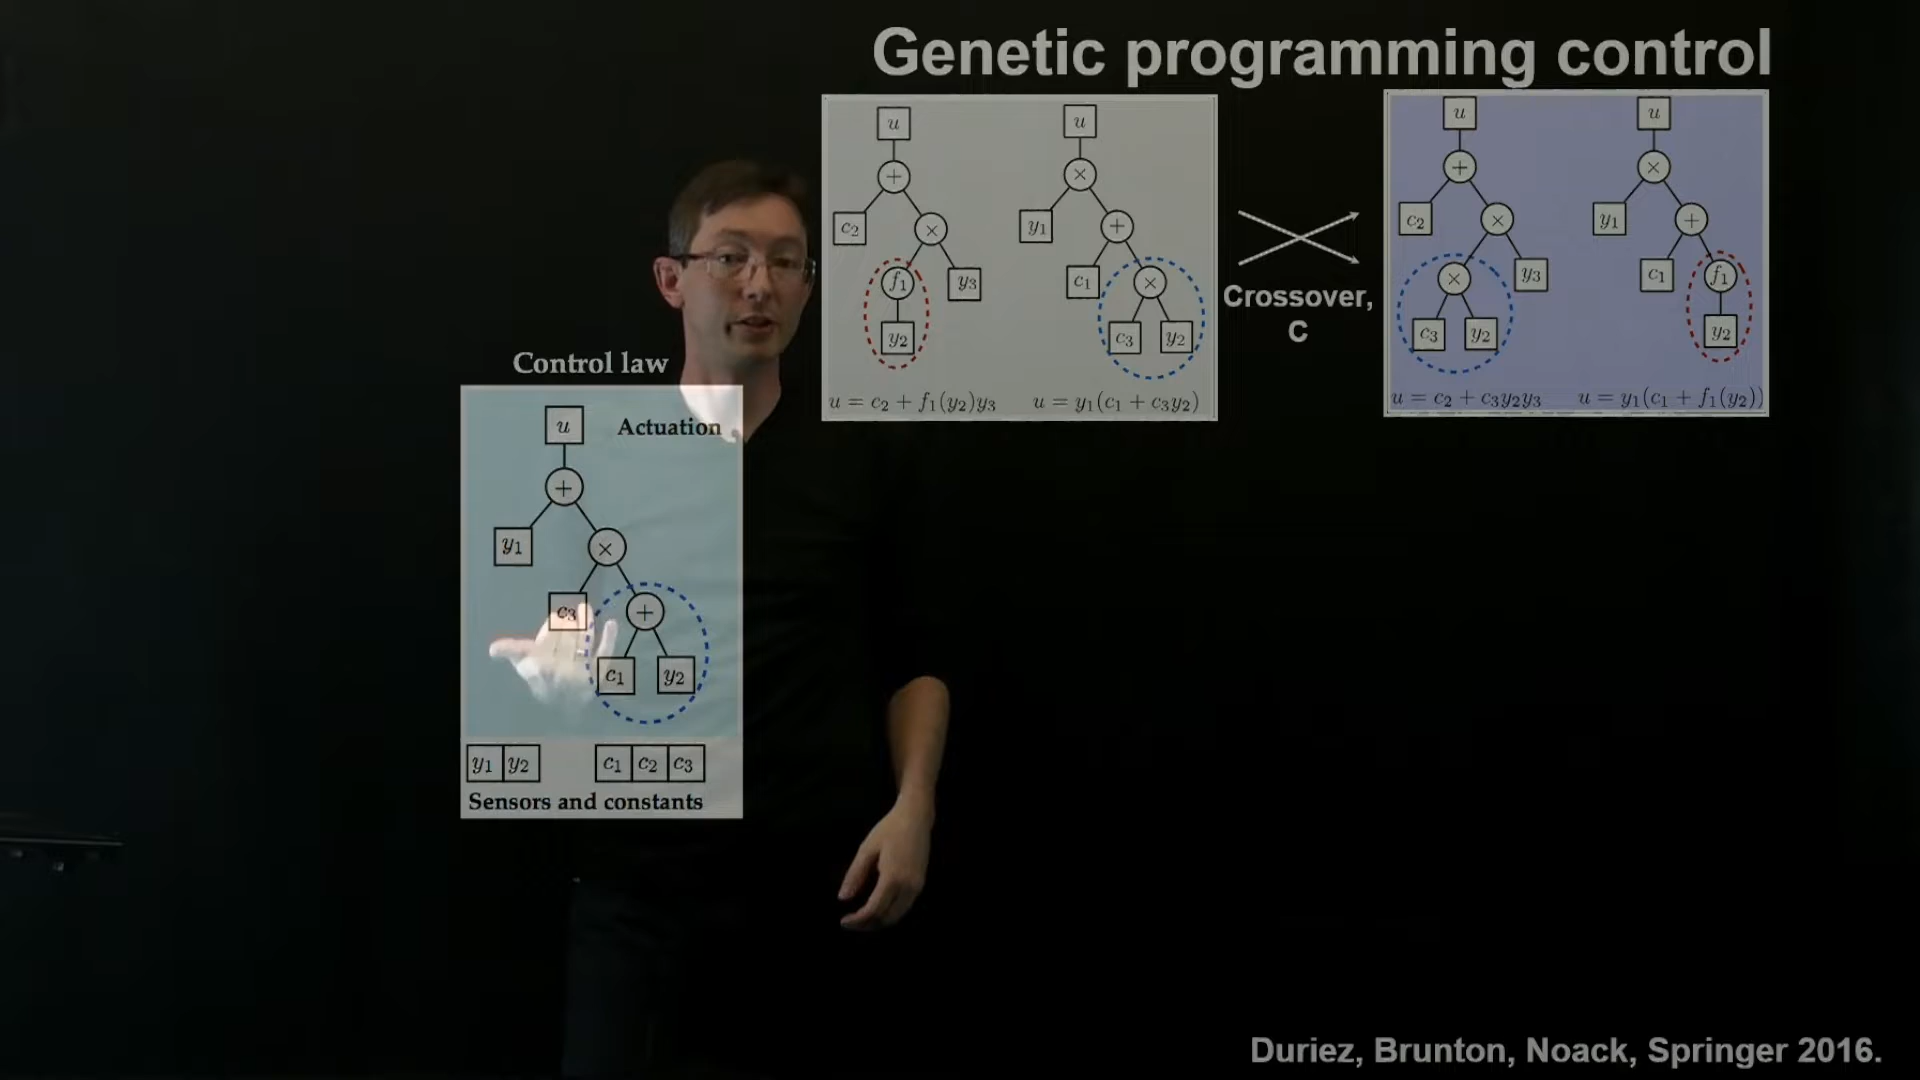 Genetic programming control
u
+
c₂
×
f₁
y₃
y₂
u = c₂ + f₁(y₂)y₃
u
×
y₁
+
c₁
×
c₃
y₂
u = y₁(c₁ + c₃y₂)
Crossover,
C
u
+
c₂
×
×
y₃
c₃
y₂
u = c₂ + c₃y₂y₃
u
×
y₁
+
c₁
f₁
y₂
u = y₁(c₁ + f₁(y₂))
Control law
u
Actuation
+
y₁
×
c₃
+
c₁
y₂
y₁ y₂
c₁ c₂ c₃
Sensors and constants
Duriez, Brunton, Noack, Springer 2016.